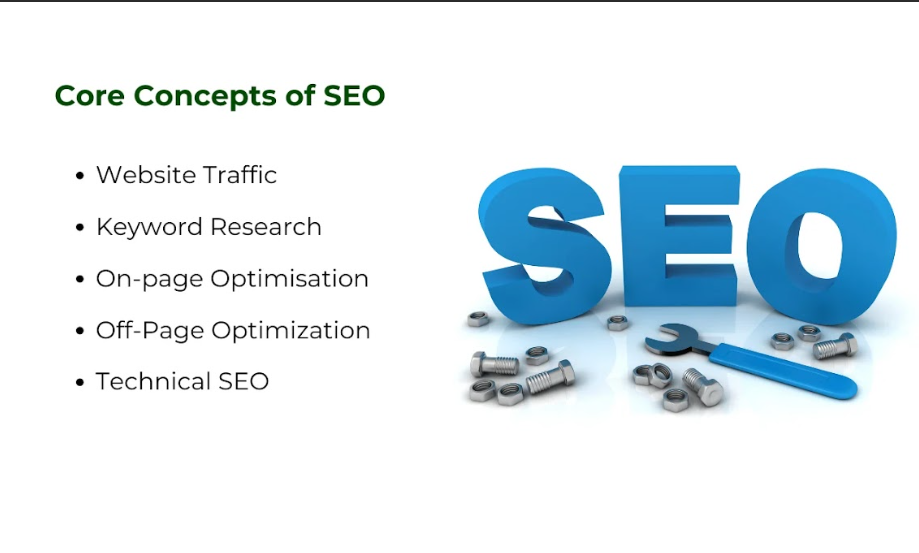 Core Concepts of SEO
• Website Traffic
• Keyword Research
• On-page Optimisation
• Off-Page Optimization
• Technical SEO
SEO